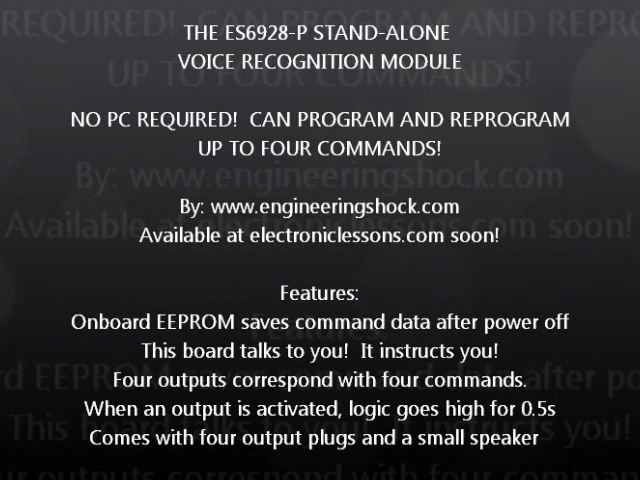 THE ES6928-P STAND-ALONE
VOICE RECOGNITION MODULE
NO PC REQUIRED! CAN PROGRAM AND REPROGRAM
UP TO FOUR COMMANDS!
By: www.engineeringshock.com
Available at electroniclessons.com soon!
Features:
Onboard EEPROM saves command data after power off
This board talks to you! It instructs you!
Four outputs correspond with four commands.
When an output is activated, logic goes high for 0.5s
Comes with four output plugs and a small speaker